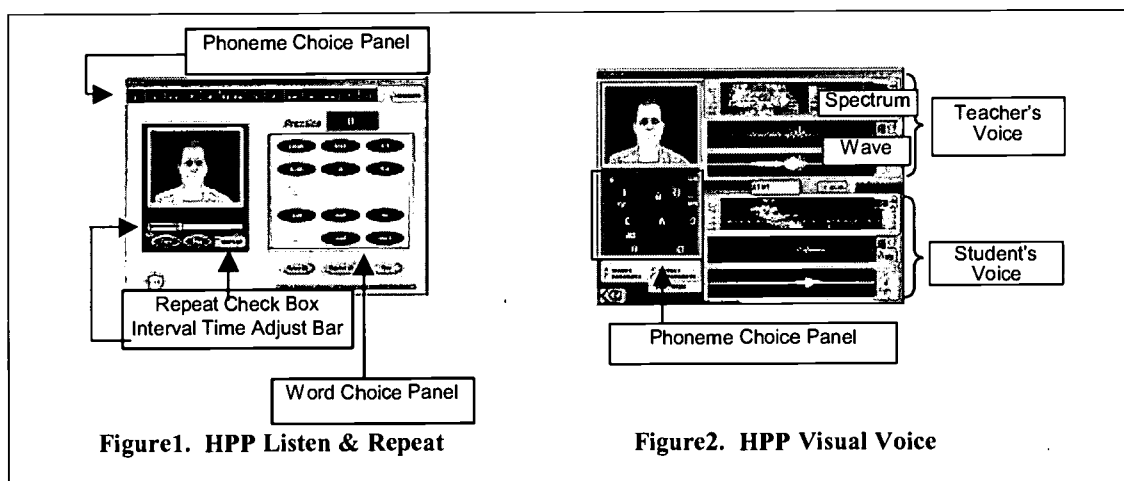 Phoneme Choice Panel
Practice
Repeat Check Box
Interval Time Adjust Bar
Word Choice Panel
Figure1. HPP Listen & Repeat
Spectrum
Wave
Teacher's
Voice
Student's
Voice
Phoneme Choice Panel
Figure2. HPP Visual Voice